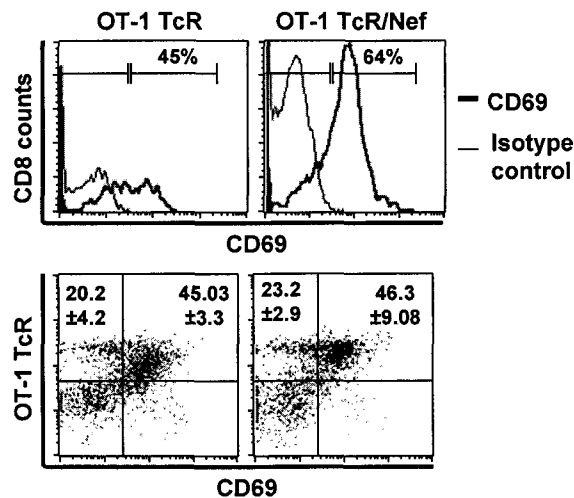 OT-1 TcR
OT-1 TcR/Nef
45%
64%
CD8 counts
CD69
Isotype
control
CD69
20.2
±4.2
45.03
±3.3
23.2
±2.9
46.3
±9.08
OT-1 TcR
CD69